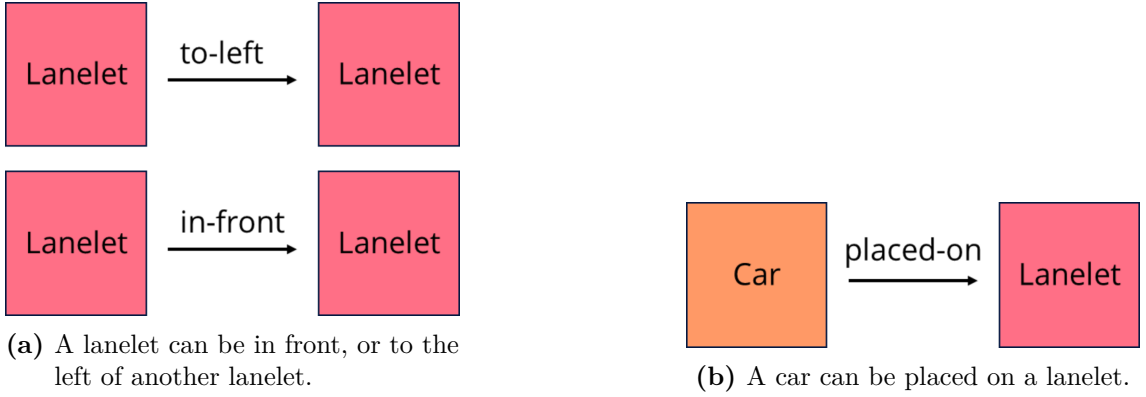 Lanelet to-left Lanelet
Lanelet in-front Lanelet
(a) A lanelet can be in front, or to the
left of another lanelet.
Car placed-on Lanelet
(b) A car can be placed on a lanelet.